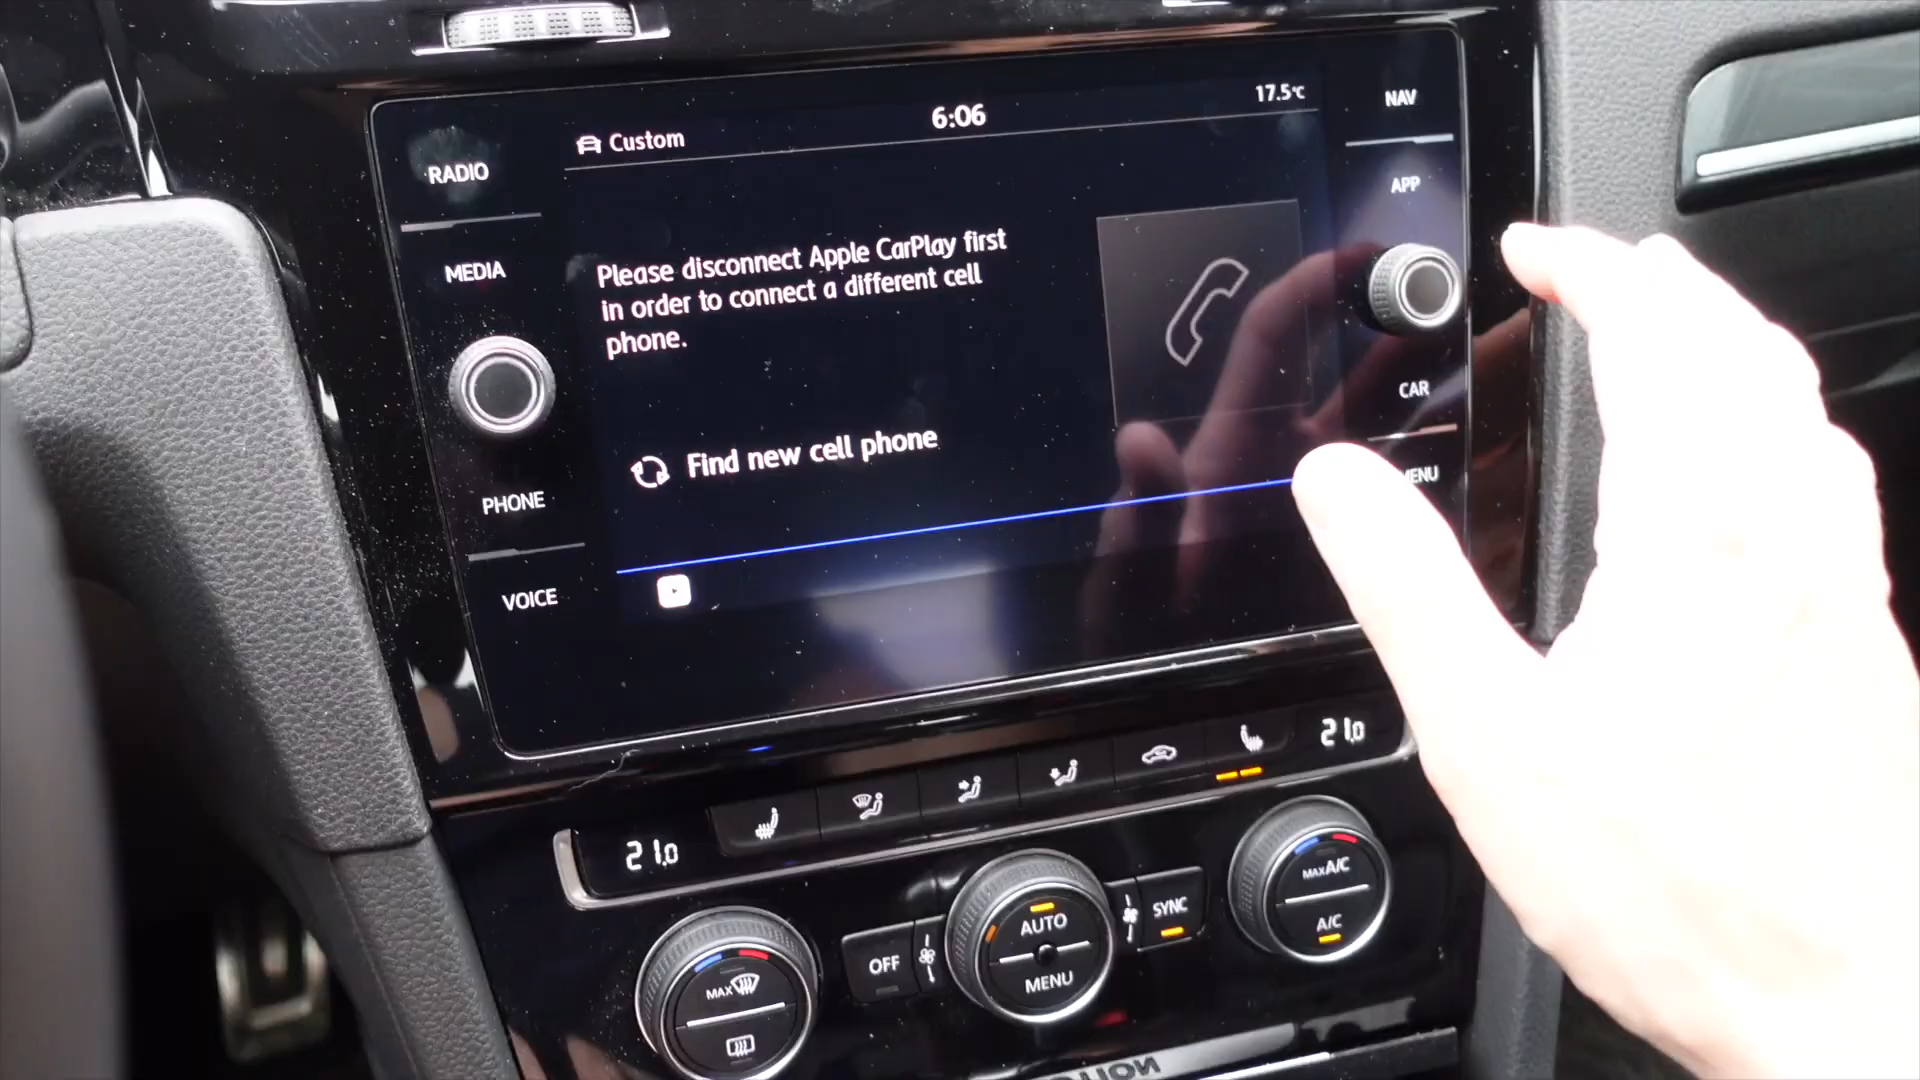 Custom
6:06
17.5°C
NAV
RADIO
APP
MEDIA
Please disconnect Apple CarPlay first
in order to connect a different cell
phone.
CAR
Find new cell phone
MENU
PHONE
VOICE
21.0
21.0
MAX A/C
A/C
SYNC
AUTO
MENU
OFF
MAX